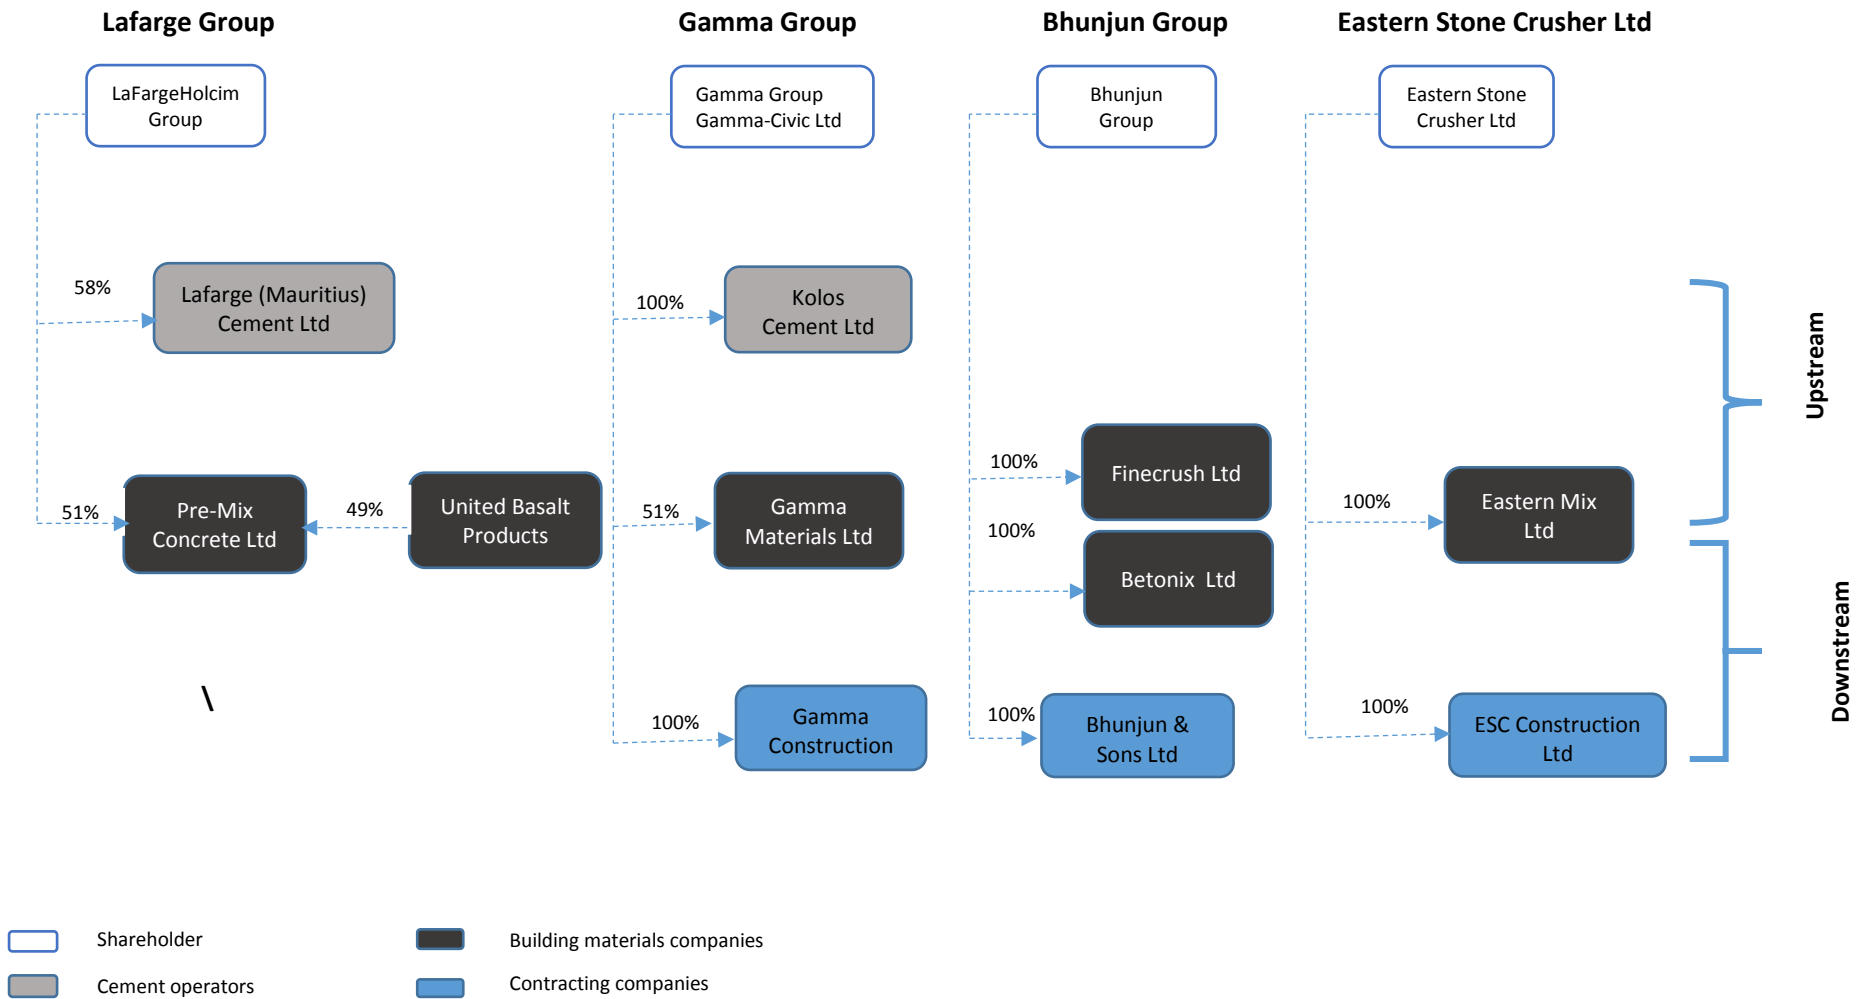 Lafarge Group
Gamma Group
Bhunjun Group
Eastern Stone Crusher Ltd
LaFargeHolcim
Group
Gamma Group
Gamma-Civic Ltd
Bhunjun
Group
Eastern Stone
Crusher Ltd
58%
Lafarge (Mauritius)
Cement Ltd
100%
Kolos
Cement Ltd
Upstream
51%
Pre-Mix
Concrete Ltd
49%
United Basalt
Products
51%
Gamma
Materials Ltd
100%
Finecrush Ltd
100%
Betonix  Ltd
100%
Eastern Mix
Ltd
Downstream
\
100%
Gamma
Construction
100%
Bhunjun &
Sons Ltd
100%
ESC Construction
Ltd
Shareholder
Building materials companies
Cement operators
Contracting companies